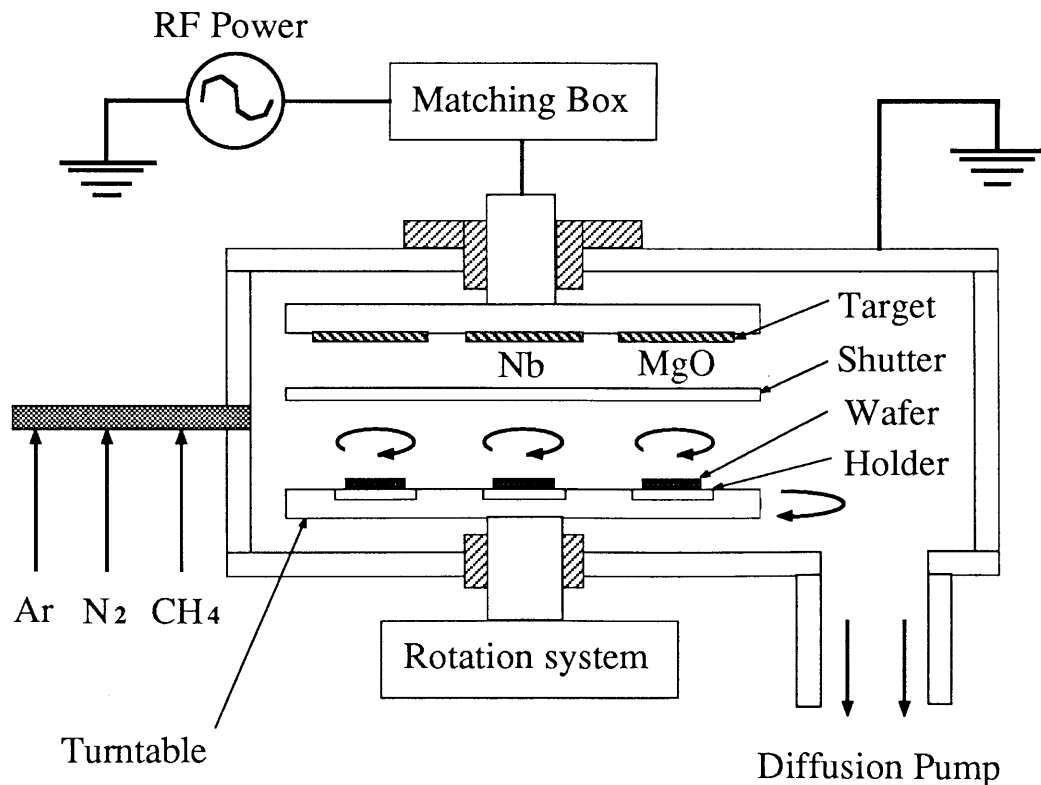 RF Power
Matching Box
Target
Nb
MgO
Shutter
Wafer
Holder
Ar
N2
CH4
Rotation system
Turntable
Diffusion Pump